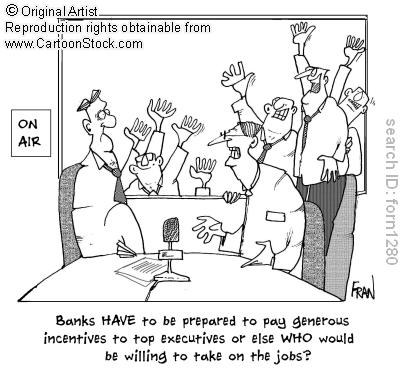 © Original Artist
Reproduction rights obtainable from
www.CartoonStock.com
ON
AIR
search ID: forn1280
FRAN
Banks HAVE to be prepared to pay generous
incentives to top executives or else WHO would
be willing to take on the jobs?